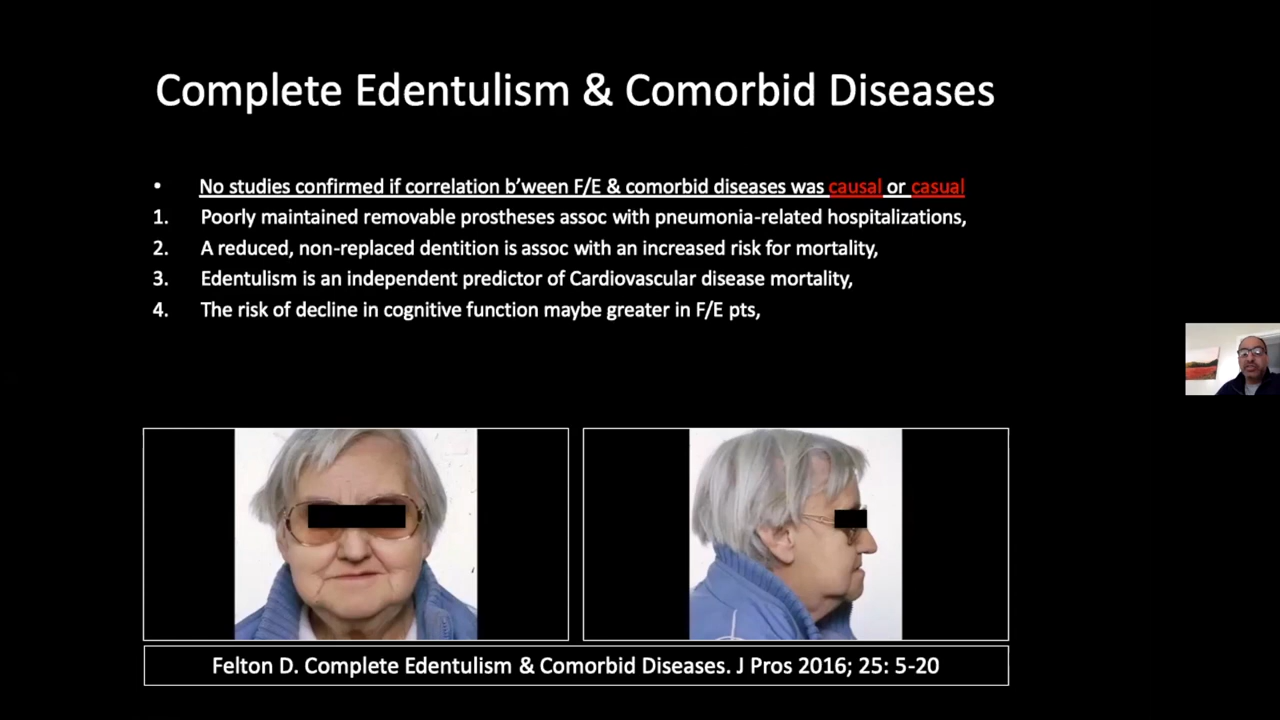 Complete Edentulism & Comorbid Diseases
• No studies confirmed if correlation b’ween F/E & comorbid diseases was causal or casual
1. Poorly maintained removable prostheses assoc with pneumonia-related hospitalizations,
2. A reduced, non-replaced dentition is assoc with an increased risk for mortality,
3. Edentulism is an independent predictor of Cardiovascular disease mortality,
4. The risk of decline in cognitive function maybe greater in F/E pts,
Felton D. Complete Edentulism & Comorbid Diseases. J Pros 2016; 25: 5-20